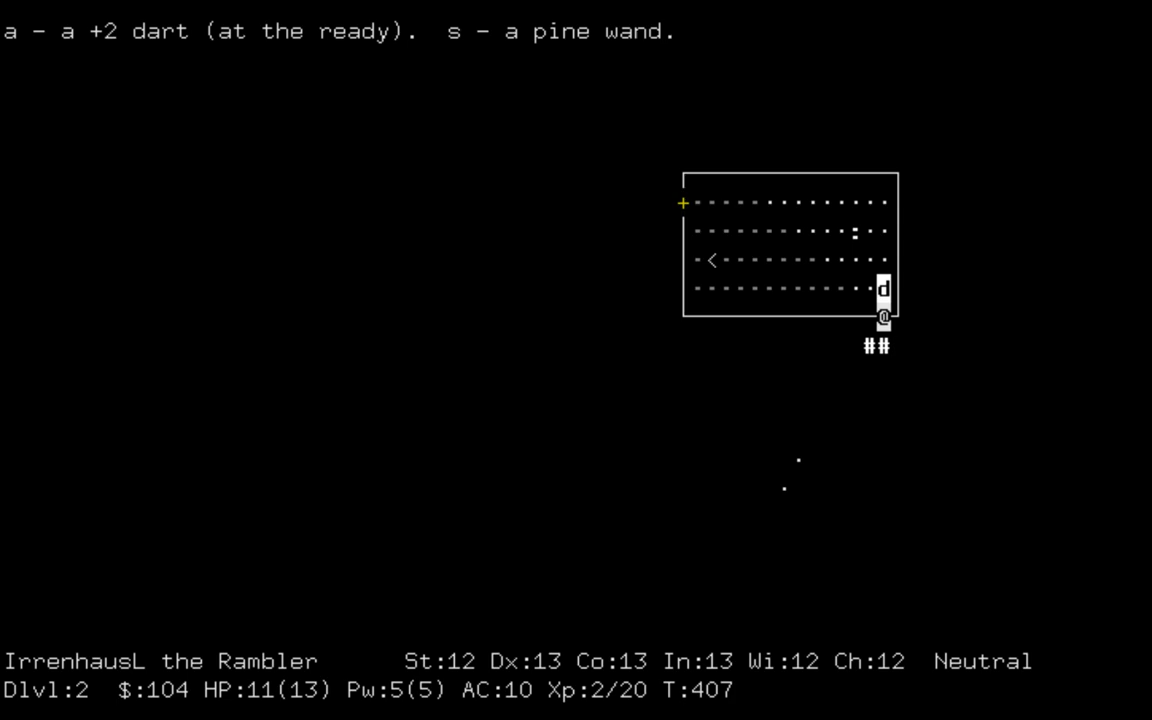 a - a +2 dart (at the ready).  s - a pine wand.
+ - - - - - . . . . . . . . .
- - - - - - - . . . . : . .
- < - - - - - - - . . . . .
- - - - - - - - - - - . . d
@
##
.
.
IrrenhausL the Rambler      St:12 Dx:13 Co:13 In:13 Wi:12 Ch:12  Neutral
Dlvl:2  $:104 HP:11(13) Pw:5(5) AC:10 Xp:2/20 T:407